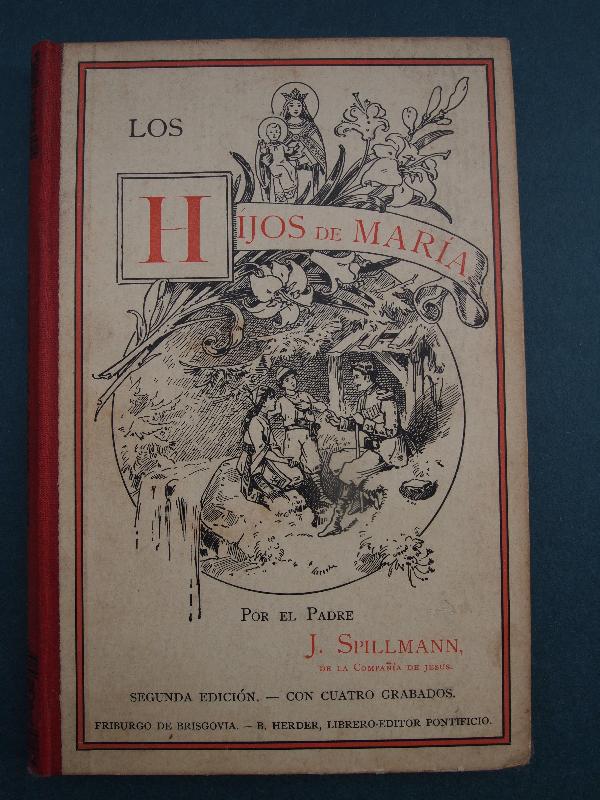 LOS
HÍJOS DE MARÍA
POR EL PADRE
J. SPILLMANN,
DE LA COMPAÑÍA DE JESÚS.
SEGUNDA EDICIÓN. — CON CUATRO GRABADOS.
FRIBURGO DE BRISGOVIA. — B. HERDER, LIBRERO-EDITOR PONTIFICIO.